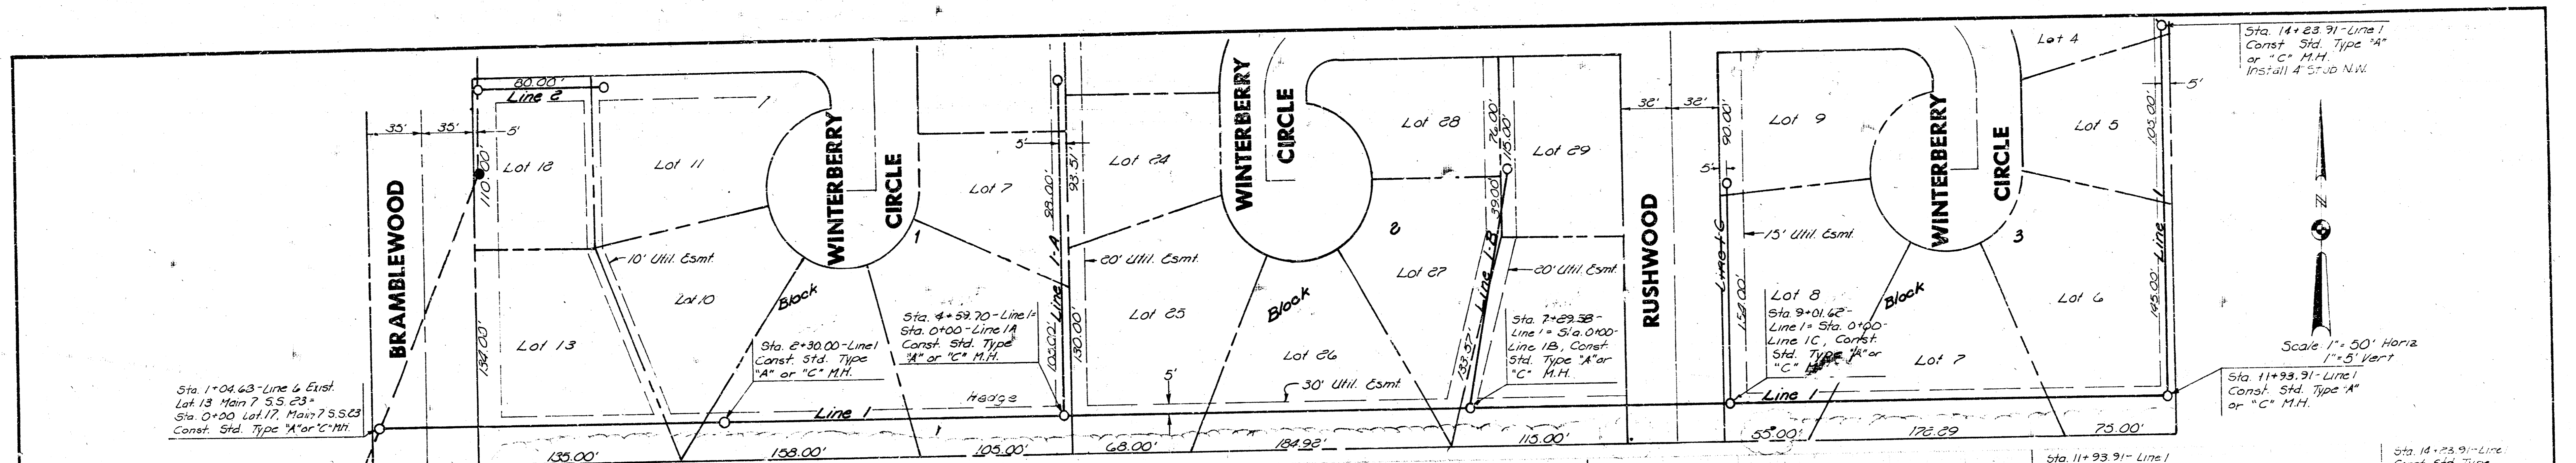 BRAMBLEWOOD
35'
35'
5'
80.00'
Line 2
110.00'
Lot 12
Lot 11
134.00'
Lot 13
10' Util. Esmt.
Lot 10
Block
1
WINTERBERRY
CIRCLE
Lot 7
5'
93.51'
98.00'
Line 1-A
105.00'
130.00'
Sta. 1+04.63-Line 6 Exist.
Lat. 13 Main 7 S.S. 23=
Sta. 0+00 Lat. 17, Main 7 S.S.23
Const. Std. Type "A" or "C" M.H.
Sta. 2+30.00-Line 1
Const. Std. Type
"A" or "C" M.H.
Sta. 4+59.70-Line 1=
Sta. 0+00-Line 1A
Const. Std. Type
"A" or "C" M.H.
Line 1
Hedge
135.00'
158.00'
105.00'
Lot 24
20' Util. Esmt.
Lot 25
WINTERBERRY
CIRCLE
Lot 28
2
Lot 27
Block
Lot 26
5'
30' Util. Esmt.
76.00'
115.00'
39.00'
Line 1-B
133.57'
Lot 29
20' Util. Esmt.
Sta. 7+29.58-
Line 1= Sta. 0+00-
Line 1B, Const.
Std. Type "A" or
"C" M.H.
68.00'
184.92'
115.00'
RUSHWOOD
32'
32'
90.00'
5'
Line 1-C
154.00'
Lot 9
15' Util. Esmt.
Lot 8
Sta. 9+01.62-
Line 1= Sta. 0+00-
Line 1C, Const.
Std. Type "A" or
"C"
Block
3
Lot 7
Line 1
WINTERBERRY
CIRCLE
Lot 4
Lot 5
Lot 6
105.00'
5'
Line 1
145.00'
55.00'
172.29
75.00'
Sta. 14+23.91-Line 1
Const Std. Type "A"
or "C" M.H.
Install 4" Stub N.W.
N
Scale: 1"= 50' Horiz
1"= 5' Vert
Sta. 11+93.91-Line 1
Const. Std. Type "A"
or "C" M.H.
Sta. 11+93.91-Line 1
Sta. 14+23.91-Line 1